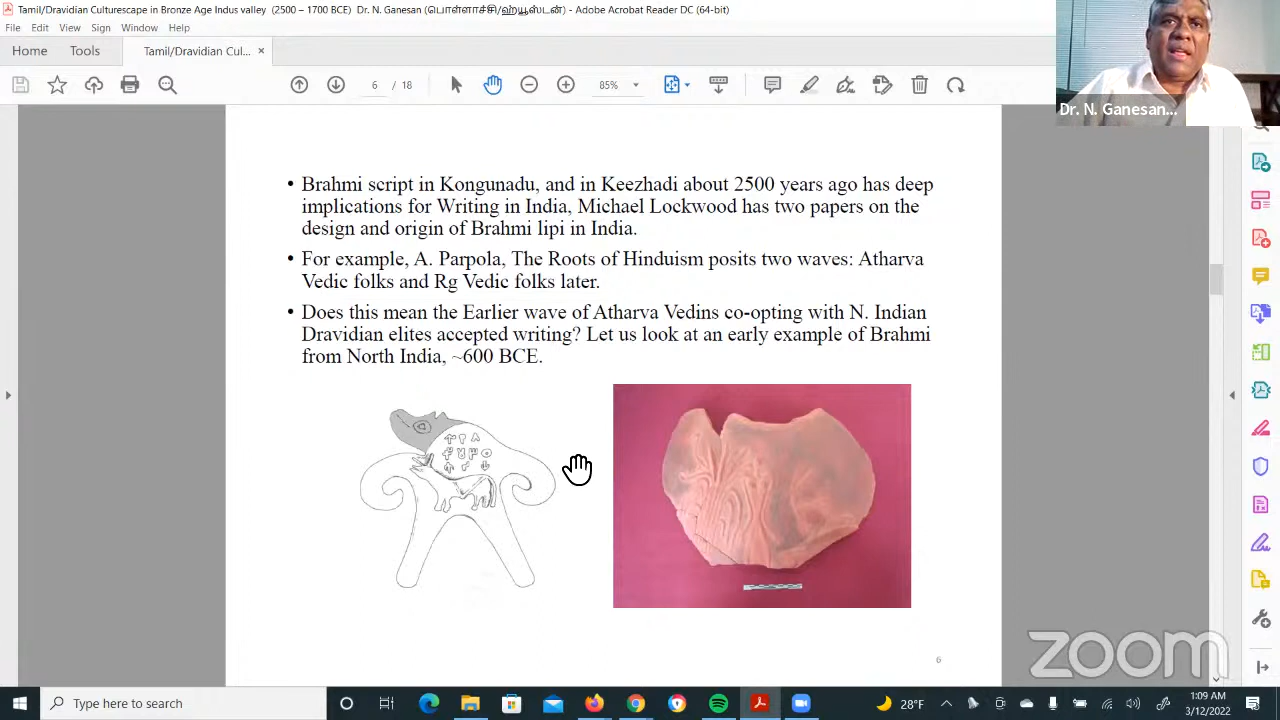 Tamil/Dravidian Culturescape in Bronze Age Indus valley (2500 – 1700 BCE) Dr. N. Ganesan (பொள்ளாச்சி/ஹயூஸ்டன்) - Adobe Acrobat Reader DC (64-bit)
File Edit View Sign Window Help
Home Tools Tamil/Dravidian Cul... ×
18 85%
Dr. N. Ganesan...
• Brahmi script in Kongunadu, and in Keezhadi about 2500 years ago has deep
implications for Writing in India, Michael Lockwood has two papers on the
design and origin of Brahmi lipi in India.
• For example, A. Parpola, The Roots of Hinduism posits two waves: Atharva
Vedic folks and Rg Vedic folks later.
• Does this mean the Earlier wave of Atharva Vedins co-opting with N. Indian
Dravidian elites accepted writing? Let us look at an early example of Brahmi
from North India, ~600 BCE.
6
zoom
Type here to search
28°F
1:09 AM
3/12/2022